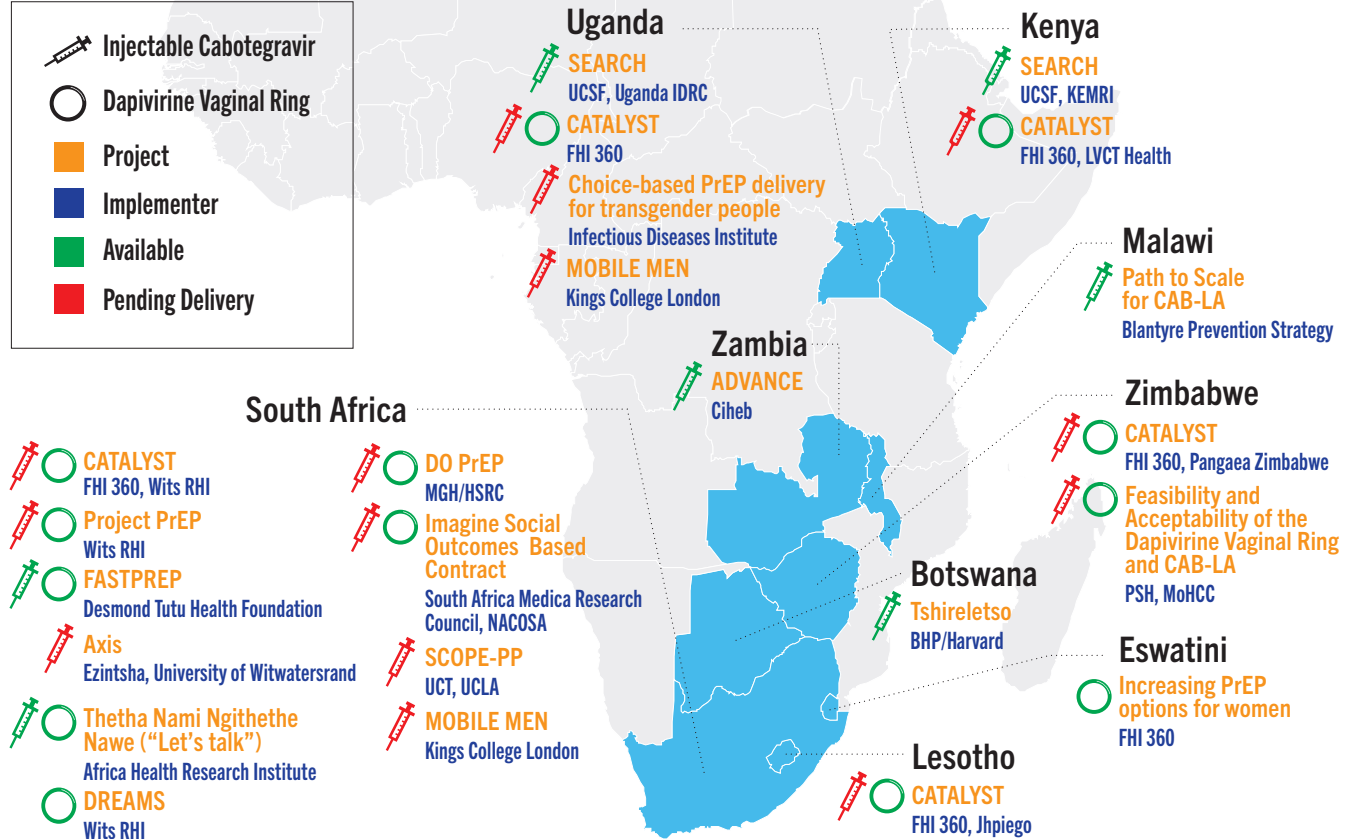 Injectable Cabotegravir
Dapivirine Vaginal Ring
Project
Implementer
Available
Pending Delivery
Uganda
SEARCH
UCSF, Uganda IDRC
CATALYST
FHI 360
Choice-based PrEP delivery
for transgender people
Infectious Diseases Institute
MOBILE MEN
Kings College London
Kenya
SEARCH
UCSF, KEMRI
CATALYST
FHI 360, LVCT Health
Malawi
Path to Scale
for CAB-LA
Blantyre Prevention Strategy
Zambia
ADVANCE
Ciheb
Zimbabwe
CATALYST
FHI 360, Pangaea Zimbabwe
Feasibility and
Acceptability of the
Dapivirine Vaginal Ring
and CAB-LA
PSH, MoHCC
South Africa
CATALYST
FHI 360, Wits RHI
Project PrEP
Wits RHI
FASTPREP
Desmond Tutu Health Foundation
Axis
Ezintsha, University of Witwatersrand
Thetha Nami Ngithethe
Nawe (“Let’s talk”)
Africa Health Research Institute
DREAMS
Wits RHI
DO PrEP
MGH/HSRC
Imagine Social
Outcomes Based
Contract
South Africa Medica Research
Council, NACOSA
SCOPE-PP
UCT, UCLA
MOBILE MEN
Kings College London
Botswana
Tshireletso
BHP/Harvard
Eswatini
Increasing PrEP
options for women
FHI 360
Lesotho
CATALYST
FHI 360, Jhpiego